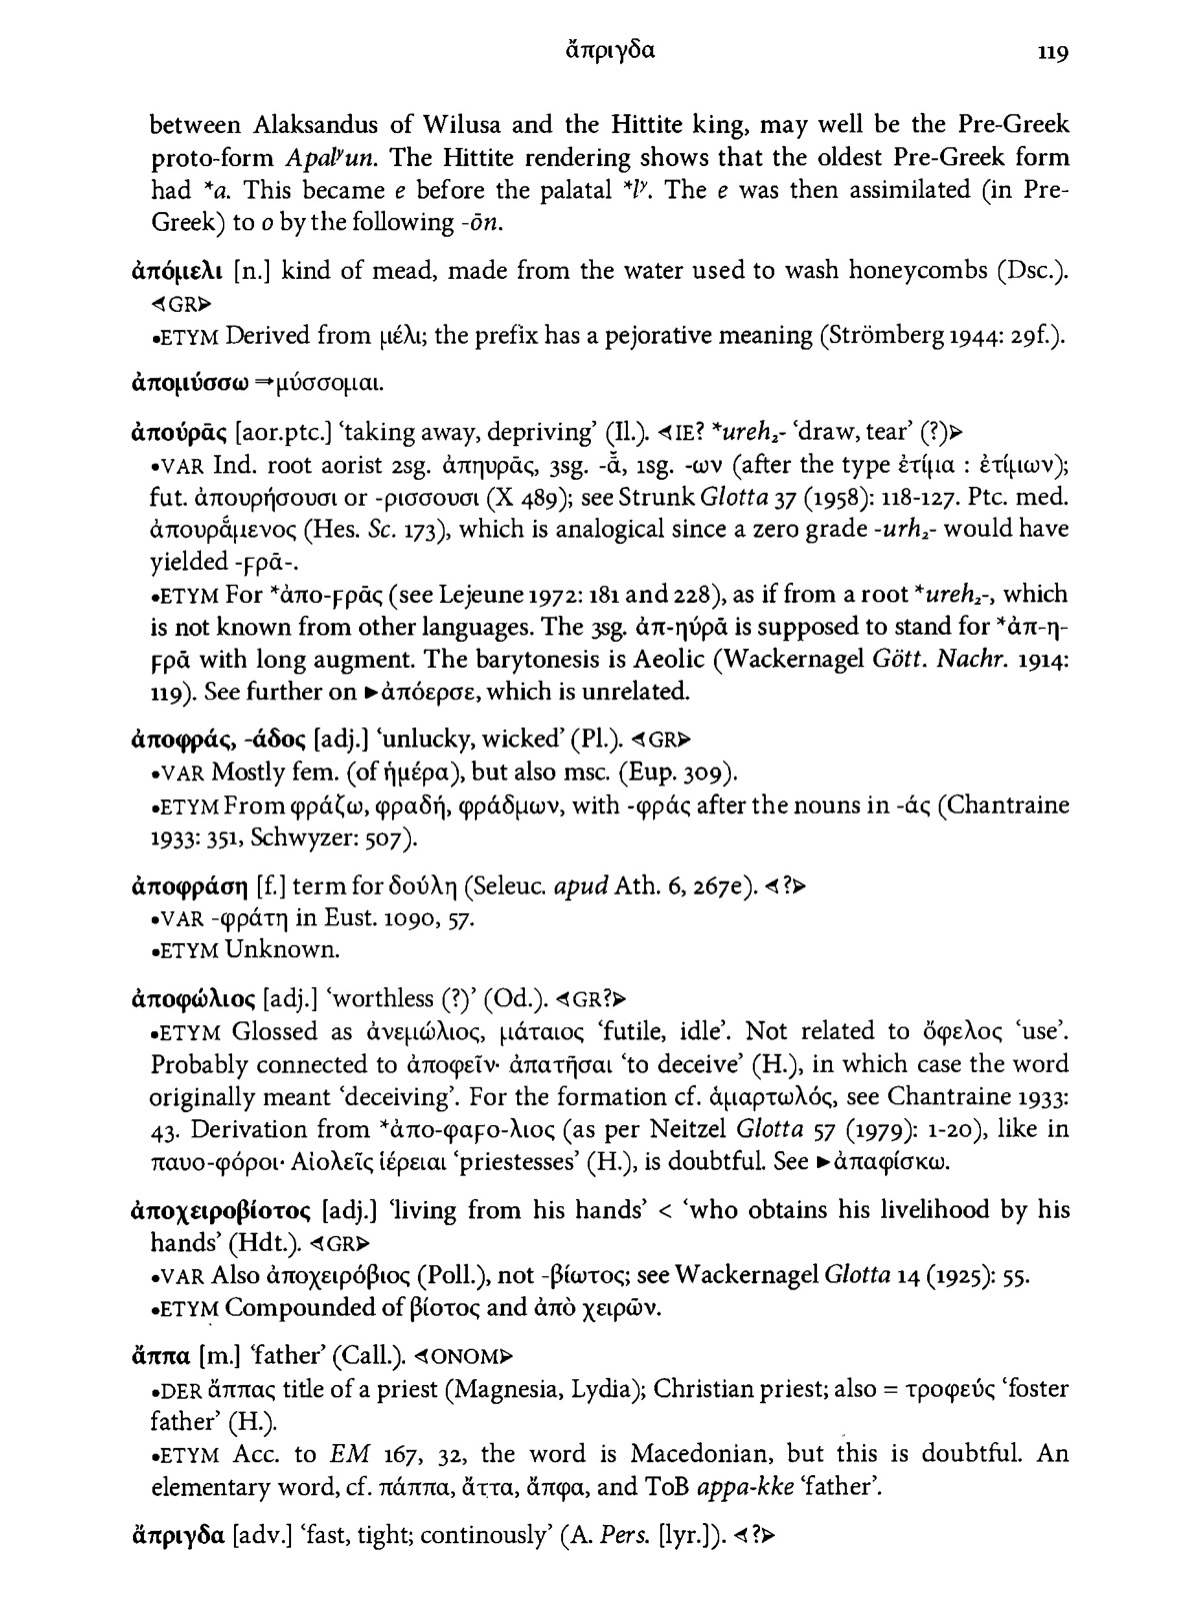 ἄπριγδα 119
between Alaksandus of Wilusa and the Hittite king, may well be the Pre-Greek
proto-form Apalʸun. The Hittite rendering shows that the oldest Pre-Greek form
had *a. This became e before the palatal *lʸ. The e was then assimilated (in Pre-
Greek) to o by the following -ōn.
ἀπόμελι [n.] kind of mead, made from the water used to wash honeycombs (Dsc.).
⊲GR⊳
•ETYM Derived from μέλι; the prefix has a pejorative meaning (Strömberg 1944: 29f.).
ἀπομύσσω ⇒μύσσομαι.
ἀπούρᾱς [aor.ptc.] ‘taking away, depriving’ (Il.). ⊲IE? *ureh₂- ‘draw, tear’ (?)⊳
•VAR Ind. root aorist 2sg. ἀπηυρᾱς, 3sg. -ᾱ̆, 1sg. -ων (after the type ἐτίμα : ἐτίμων);
fut. ἀπουρήσουσι or -ρισσουσι (Χ 489); see Strunk Glotta 37 (1958): 118-127. Ptc. med.
ἀπουρᾱ́μενος (Hes. Sc. 173), which is analogical since a zero grade -urh₂- would have
yielded -ϝρᾱ-.
•ETYM For *ἀπο-ϝρᾱς (see Lejeune 1972: 181 and 228), as if from a root *ureh₂-, which
is not known from other languages. The 3sg. ἀπ-ηύρᾱ is supposed to stand for *ἀπ-η-
ϝρᾱ with long augment. The barytonesis is Aeolic (Wackernagel Gött. Nachr. 1914:
119). See further on ►ἀπόερσε, which is unrelated.
ἀποφράς, -άδος [adj.] ‘unlucky, wicked’ (Pl.). ⊲GR⊳
•VAR Mostly fem. (of ἡμέρα), but also msc. (Eup. 309).
•ETYM From φράζω, φραδή, φράδμων, with -φράς after the nouns in -άς (Chantraine
1933: 351, Schwyzer: 507).
ἀποφράση [f.] term for δούλη (Seleuc. apud Ath. 6, 267e). ⊲?⊳
•VAR -φράτη in Eust. 1090, 57.
•ETYM Unknown.
ἀποφώλιος [adj.] ‘worthless (?)’ (Od.). ⊲GR?⊳
•ETYM Glossed as ἀνεμώλιος, μάταιος ‘futile, idle’. Not related to ὄφελος ‘use’.
Probably connected to ἀποφεῖν· ἀπατῆσαι ‘to deceive’ (H.), in which case the word
originally meant ‘deceiving’. For the formation cf. ἁμαρτωλός, see Chantraine 1933:
43. Derivation from *ἀπο-φαϝο-λιος (as per Neitzel Glotta 57 (1979): 1-20), like in
παυο-φόροι· Αἰολεῖς ἱέρειαι ‘priestesses’ (H.), is doubtful. See ►ἀπαφίσκω.
ἀποχειροβίοτος [adj.] ‘living from his hands’ < ‘who obtains his livelihood by his
hands’ (Hdt.). ⊲GR⊳
•VAR Also ἀποχειρόβιος (Poll.), not -βίωτος; see Wackernagel Glotta 14 (1925): 55.
•ETYM Compounded of βίοτος and ἀπὸ χειρῶν.
ἄππα [m.] ‘father’ (Call.). ⊲ONOM⊳
•DER ἄππας title of a priest (Magnesia, Lydia); Christian priest; also = τροφεύς ‘foster
father’ (H.).
•ETYM Acc. to EM 167, 32, the word is Macedonian, but this is doubtful. An
elementary word, cf. πάππα, ἄττα, ἄπφα, and ToB appa-kke ‘father’.
ἄπριγδα [adv.] ‘fast, tight; continously’ (A. Pers. [lyr.]). ⊲?⊳